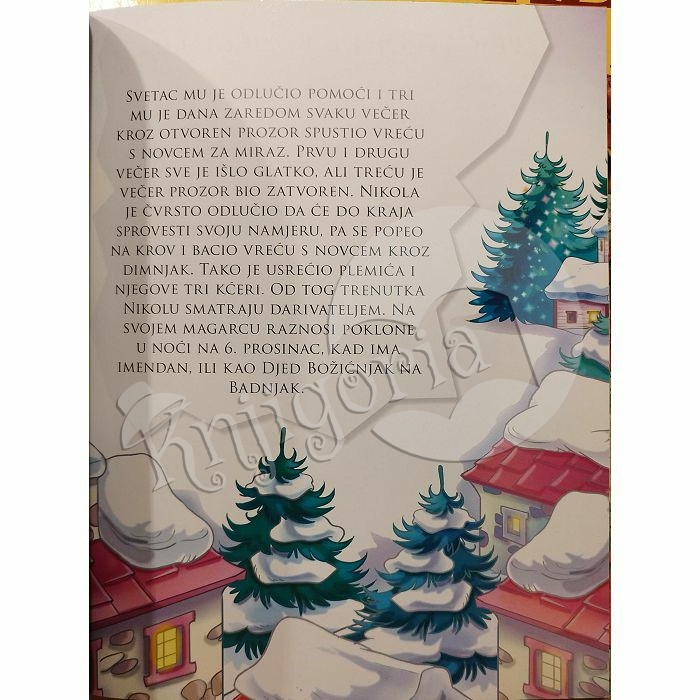 SVETAC MU JE ODLUČIO POMOĆI I TRI
MU JE DANA ZAREDOM SVAKU VEČER
KROZ OTVOREN PROZOR SPUSTIO VREĆU
S NOVCEM ZA MIRAZ. PRVU I DRUGU
VEČER SVE JE IŠLO GLATKO, ALI TREĆU JE
VEČER PROZOR BIO ZATVOREN. NIKOLA
JE ČVRSTO ODLUČIO DA ĆE DO KRAJA
SPROVESTI SVOJU NAMJERU, PA SE POPEO
NA KROV I BACIO VREĆU S NOVCEM KROZ
DIMNJAK. TAKO JE USREĆIO PLEMIĆA I
NJEGOVE TRI KĆERI. OD TOG TRENUTKA
NIKOLU SMATRAJU DARIVATELJEM. NA
SVOJEM MAGARCU RAZNOSI POKLONE
U NOĆI NA 6. PROSINAC, KAD IMA
IMENDAN, ILI KAO DJED BOŽIĆNJAK NA
BADNJAK.
Knjigoria